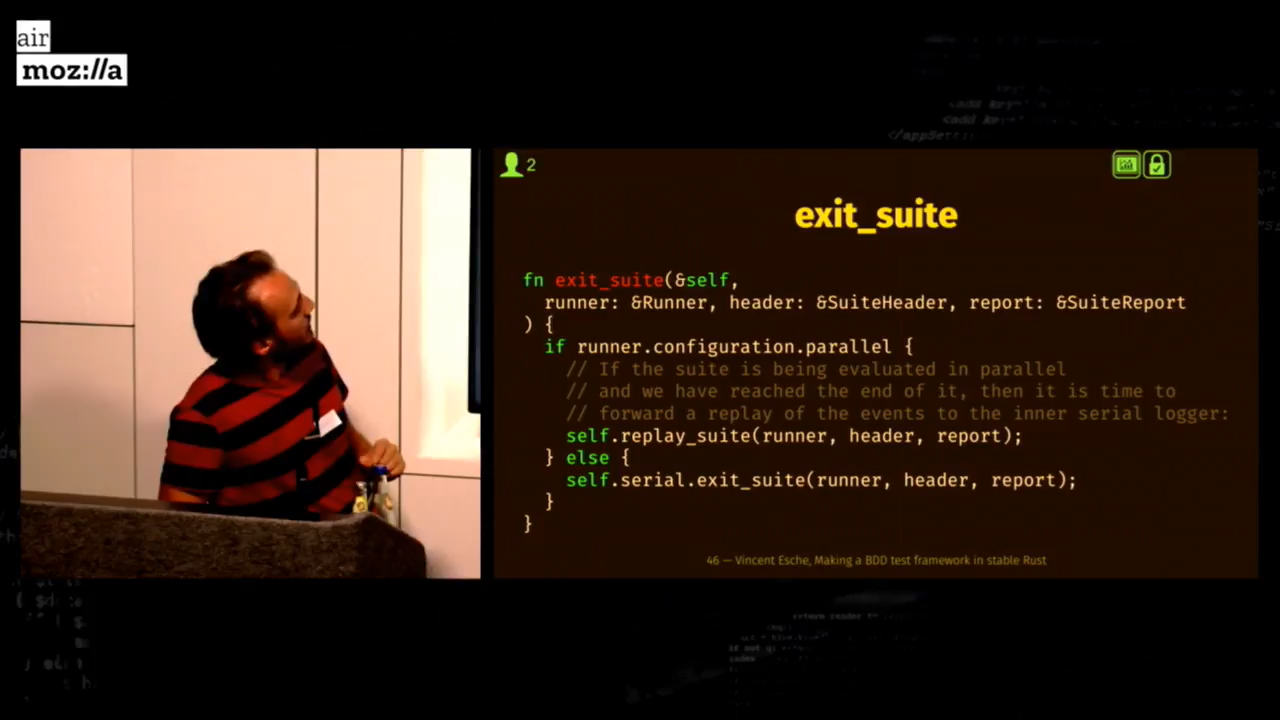 air
moz://a
2
exit_suite
fn exit_suite(&self,
runner: &Runner, header: &SuiteHeader, report: &SuiteReport
) {
if runner.configuration.parallel {
// If the suite is being evaluated in parallel
// and we have reached the end of it, then it is time to
// forward a replay of the events to the inner serial logger:
self.replay_suite(runner, header, report);
} else {
self.serial.exit_suite(runner, header, report);
}
}
46 — Vincent Esche, Making a BDD test framework in stable Rust